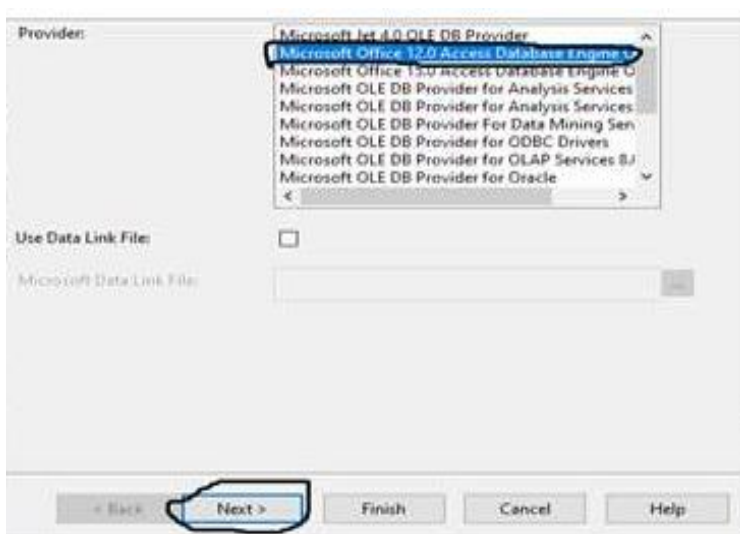 Provider:
Microsoft Jet 4.0 OLE DB Provider
Microsoft Office 12.0 Access Database Engine O
Microsoft Office 15.0 Access Database Engine O
Microsoft OLE DB Provider for Analysis Services
Microsoft OLE DB Provider for Analysis Services
Microsoft OLE DB Provider For Data Mining Serv
Microsoft OLE DB Provider for ODBC Drivers
Microsoft OLE DB Provider for OLAP Services 8.
Microsoft OLE DB Provider for Oracle
Use Data Link File:
Microsoft Data Link File:
...
< Back
Next >
Finish
Cancel
Help